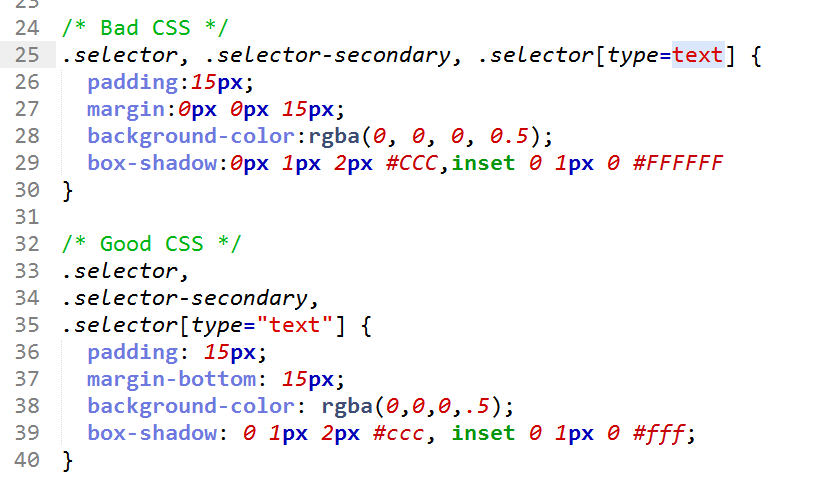 23
24 /* Bad CSS */
25 .selector, .selector-secondary, .selector[type=text] {
26   padding:15px;
27   margin:0px 0px 15px;
28   background-color:rgba(0, 0, 0, 0.5);
29   box-shadow:0px 1px 2px #CCC,inset 0 1px 0 #FFFFFF
30 }
31
32 /* Good CSS */
33 .selector,
34 .selector-secondary,
35 .selector[type="text"] {
36   padding: 15px;
37   margin-bottom: 15px;
38   background-color: rgba(0,0,0,.5);
39   box-shadow: 0 1px 2px #ccc, inset 0 1px 0 #fff;
40 }